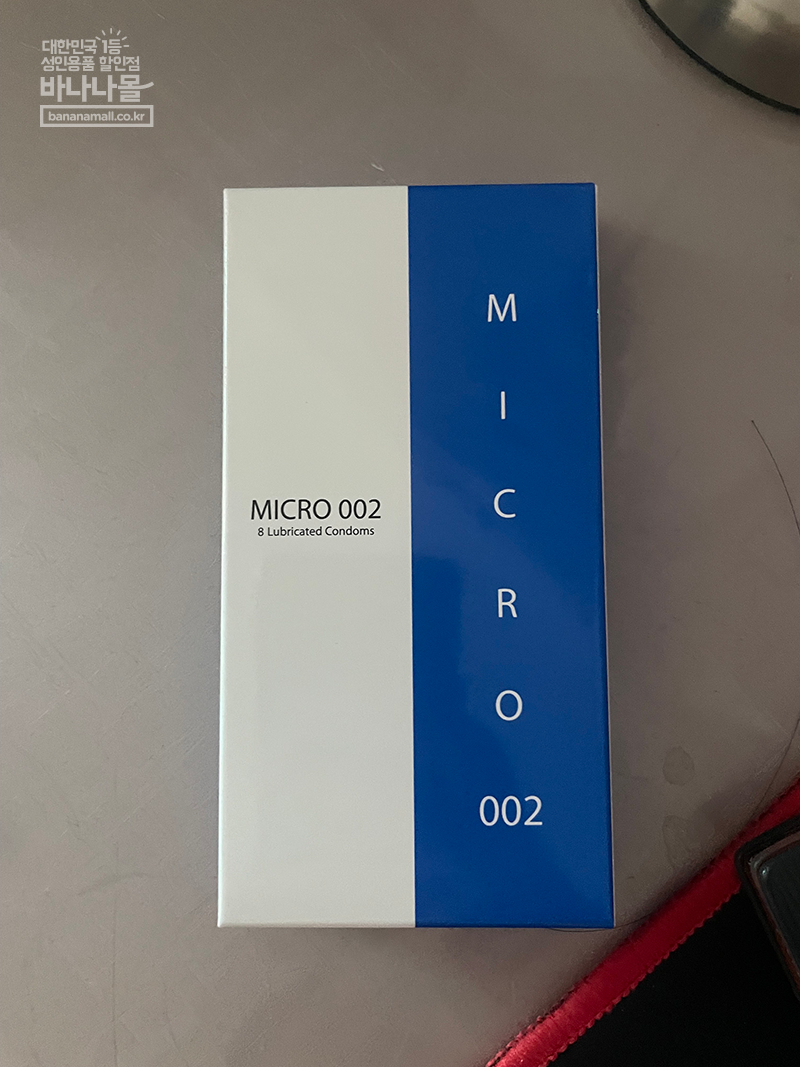 대한민국 1등
성인용품 할인점
바나나몰
bananamall.co.kr
MICRO 002
8 Lubricated Condoms
M
I
C
R
O
002